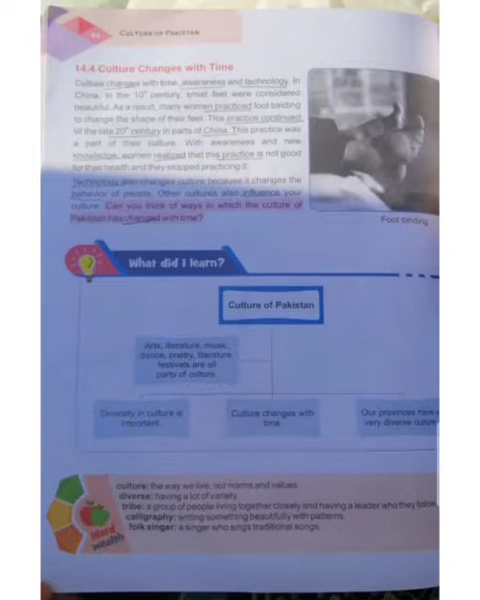 CULTURE OF PAKISTAN
14.4 Culture Changes with Time
Culture changes with time, awareness and technology. In
China, in the 10th century, small feet were considered
beautiful. As a result, many women practiced foot binding
to change the shape of their feet. This practice continued
till the late 20th century in parts of China. This practice was
a part of their culture. With awareness and new
knowledge, women realized that this practice is not good
for their health and they stopped practicing it.
Technology also changes culture because it changes the
behavior of people. Other cultures also influence your
culture. Can you think of ways in which the culture of
Pakistan has changed with time?
Foot binding
What did I learn?
Culture of Pakistan
Arts, literature, music,
dance, poetry, literature
festivals are all
parts of culture
Diversity in culture is
important.
Culture changes with
time
Our provinces have
very diverse culture
culture: the way we live; our norms and values.
diverse: having a lot of variety.
tribe: a group of people living together closely and having a leader who they follow
calligraphy: writing something beautifully with patterns.
folk singer: a singer who sings traditional songs.
Word
wealth